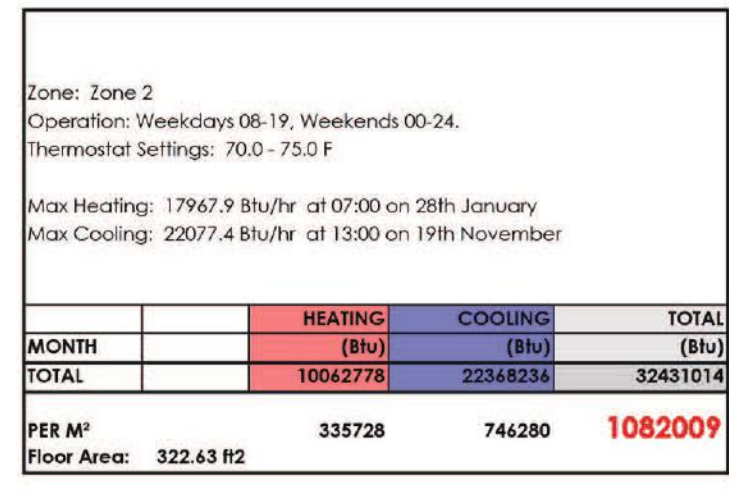 Zone: Zone 2
Operation: Weekdays 08-19, Weekends 00-24.
Thermostat Settings: 70.0 - 75.0 F
Max Heating: 17967.9 Btu/hr at 07:00 on 28th January
Max Cooling: 22077.4 Btu/hr at 13:00 on 19th November
HEATING COOLING TOTAL
MONTH (Btu) (Btu) (Btu)
TOTAL 10062778 22368236 32431014
PER M² 335728 746280 1082009
Floor Area: 322.63 ft2